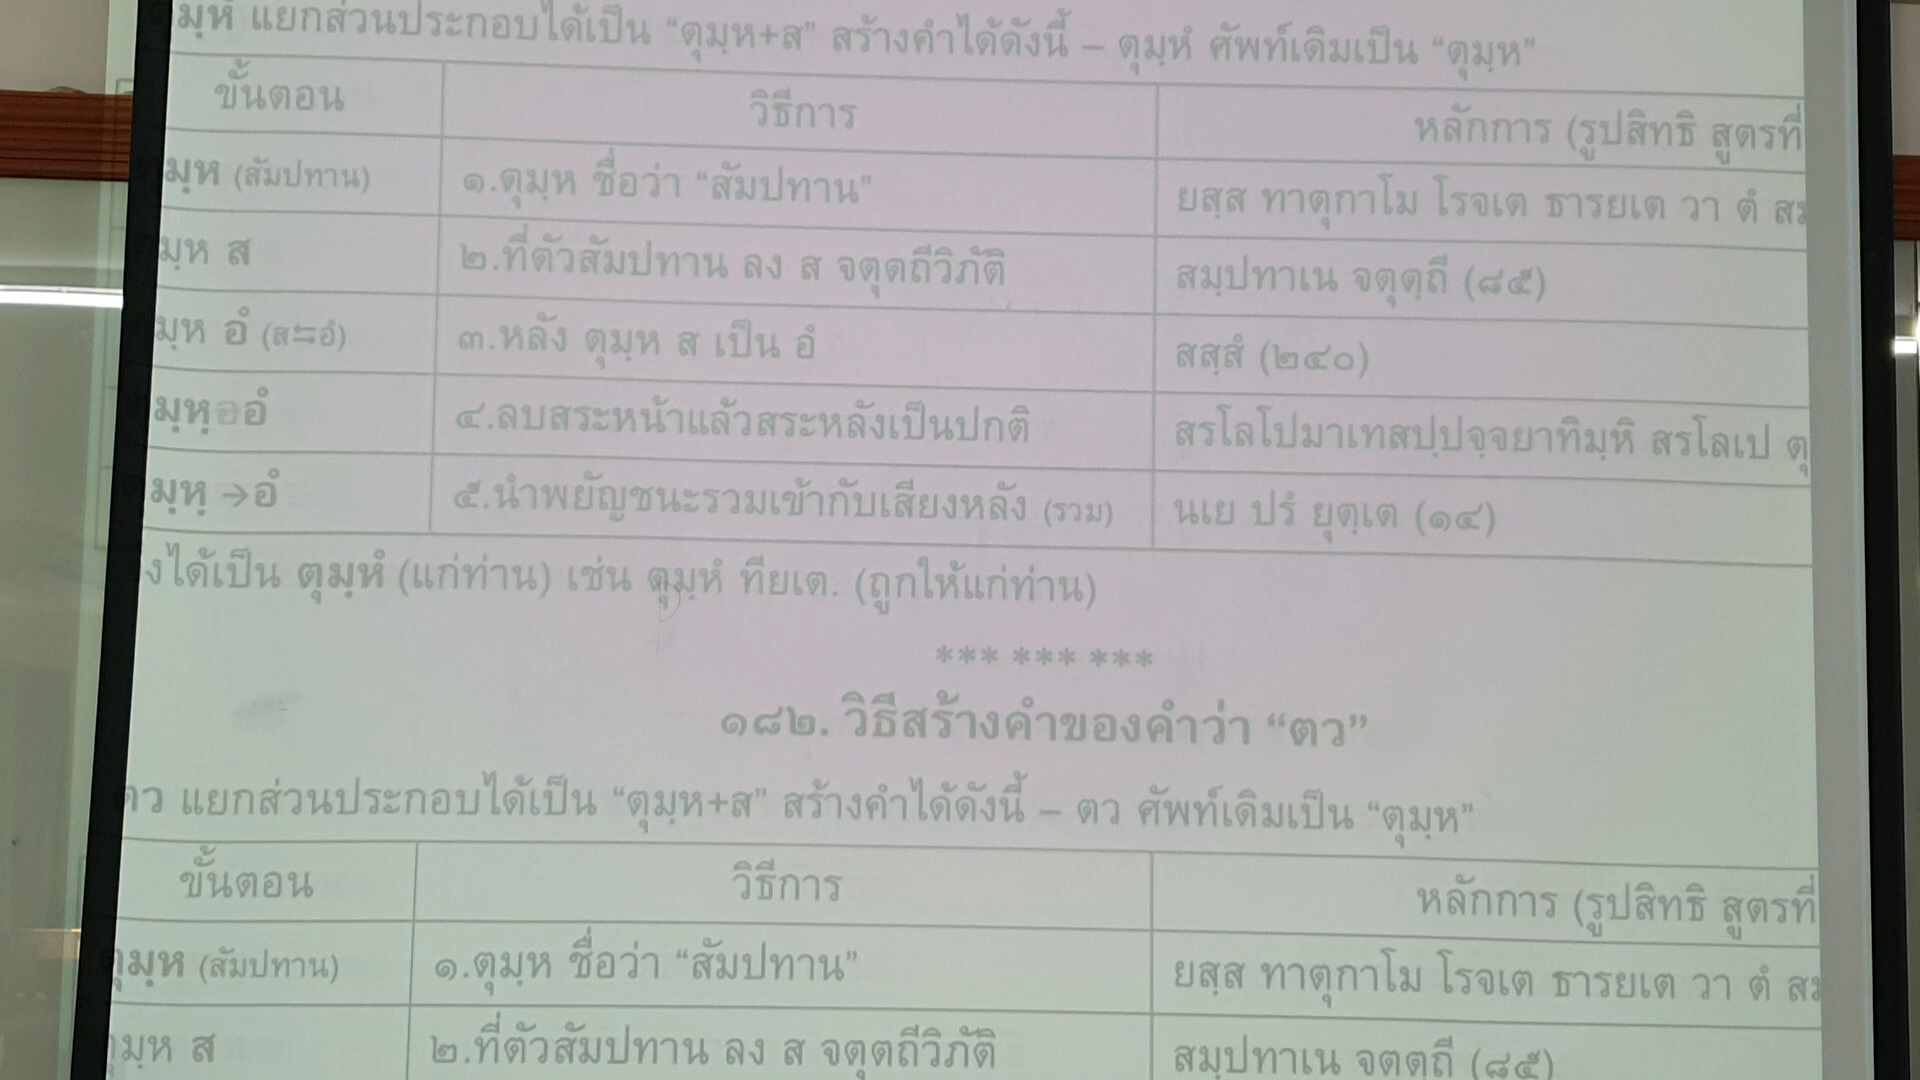 มฺหํ แยกส่วนประกอบได้เป็น “ตุมฺห+ส” สร้างคำได้ดังนี้ – ตุมฺหํ ศัพท์เดิมเป็น “ตุมฺห”
ขั้นตอน วิธีการ หลักการ (รูปสิทธิ สูตรที่
มฺห (สัมปทาน) ๑.ตุมฺห ชื่อว่า “สัมปทาน” ยสฺส ทาตุกาโม โรจเต ธารยเต วา ตํ สม
มฺห ส ๒.ที่ตัวสัมปทาน ลง ส จตุตถีวิภัติ สมฺปทาเน จตุตฺถี (๘๕)
มฺห อํ (ส⇆อํ) ๓.หลัง ตุมฺห ส เป็น อํ สสฺสํ (๒๔๐)
มฺหฺออํ ๔.ลบสระหน้าแล้วสระหลังเป็นปกติ สรโลโปมาเทสปฺปจฺจยาทิมฺหิ สรโลเป ตุ
มฺหฺ →อํ ๕.นำพยัญชนะรวมเข้ากับเสียงหลัง (รวม) นเย ปรํ ยุตฺเต (๑๔)
งได้เป็น ตุมฺหํ (แก่ท่าน) เช่น ตุมฺหํ ทียเต. (ถูกให้แก่ท่าน)
*** *** ***
๑๘๒. วิธีสร้างคำของคำว่า “ตว”
ตว แยกส่วนประกอบได้เป็น “ตุมฺห+ส” สร้างคำได้ดังนี้ – ตว ศัพท์เดิมเป็น “ตุมฺห”
ขั้นตอน วิธีการ หลักการ (รูปสิทธิ สูตรที่
ตุมฺห (สัมปทาน) ๑.ตุมฺห ชื่อว่า “สัมปทาน” ยสฺส ทาตุกาโม โรจเต ธารยเต วา ตํ สม
ุมฺห ส ๒.ที่ตัวสัมปทาน ลง ส จตุตถีวิภัติ สมฺปทาเน จตุตฺถี (๘๕)